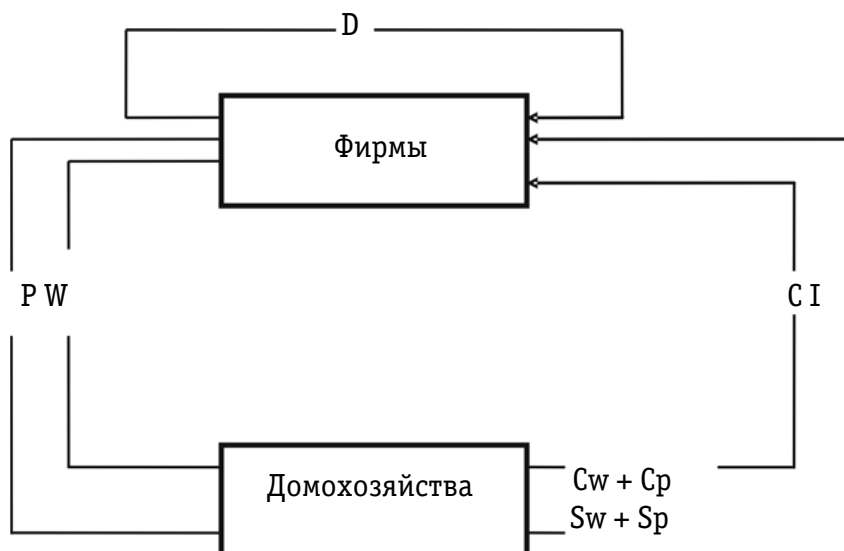 D
Фирмы
P W
C I
Домохозяйства
Cw + Cp
Sw + Sp